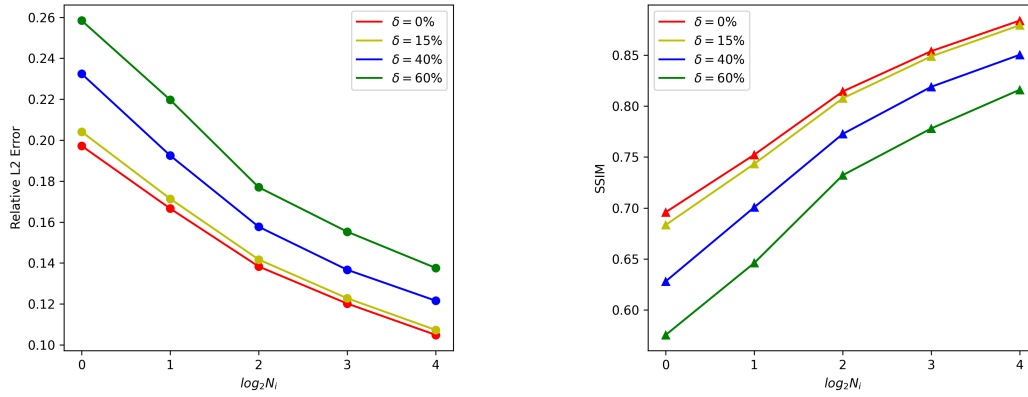 0.26
0.24
0.22
0.20
0.18
0.16
0.14
0.12
0.10
Relative L2 Error
0 1 2 3 4
$log_2N_i$
δ = 0%
δ = 15%
δ = 40%
δ = 60%
0.85
0.80
0.75
0.70
0.65
0.60
SSIM
0 1 2 3 4
$log_2N_i$
δ = 0%
δ = 15%
δ = 40%
δ = 60%